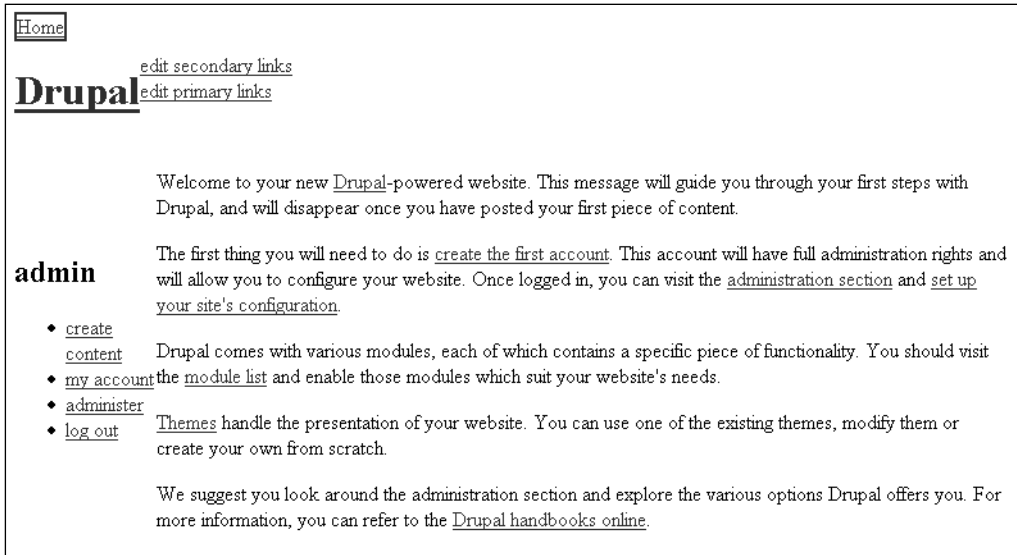 Home
edit secondary links
Drupal
edit primary links
Welcome to your new Drupal-powered website. This message will guide you through your first steps with
Drupal, and will disappear once you have posted your first piece of content.
admin
The first thing you will need to do is create the first account. This account will have full administration rights and
will allow you to configure your website. Once logged in, you can visit the administration section and set up
your site's configuration.
create
content
my account
administer
log out
Drupal comes with various modules, each of which contains a specific piece of functionality. You should visit
the module list and enable those modules which suit your website's needs.
Themes handle the presentation of your website. You can use one of the existing themes, modify them or
create your own from scratch.
We suggest you look around the administration section and explore the various options Drupal offers you. For
more information, you can refer to the Drupal handbooks online.